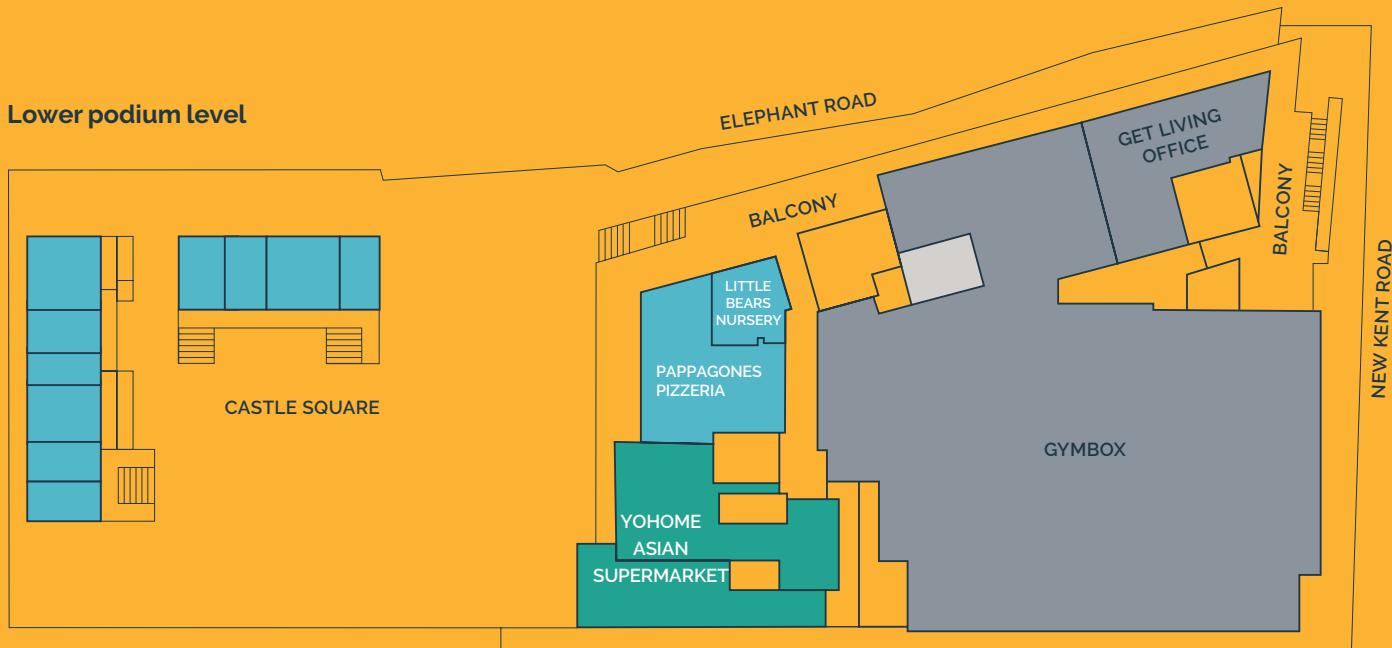 Lower podium level
ELEPHANT ROAD
GET LIVING
OFFICE
BALCONY
BALCONY
NEW KENT ROAD
LITTLE
BEARS
NURSERY
PAPPAGONES
PIZZERIA
CASTLE SQUARE
GYMBOX
YOHOME
ASIAN
SUPERMARKET